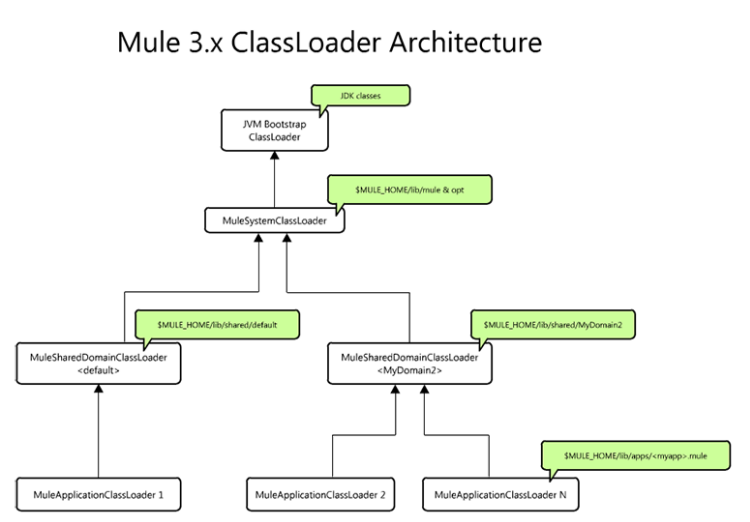 Mule 3.x ClassLoader Architecture
JDK classes
JVM Bootstrap
ClassLoader
$MULE_HOME/lib/mule & opt
MuleSystemClassLoader
$MULE_HOME/lib/shared/default
$MULE_HOME/lib/shared/MyDomain2
MuleSharedDomainClassLoader
<default>
MuleSharedDomainClassLoader
<MyDomain2>
$MULE_HOME/lib/apps/<myapp>.mule
MuleApplicationClassLoader 1
MuleApplicationClassLoader 2
MuleApplicationClassLoader N